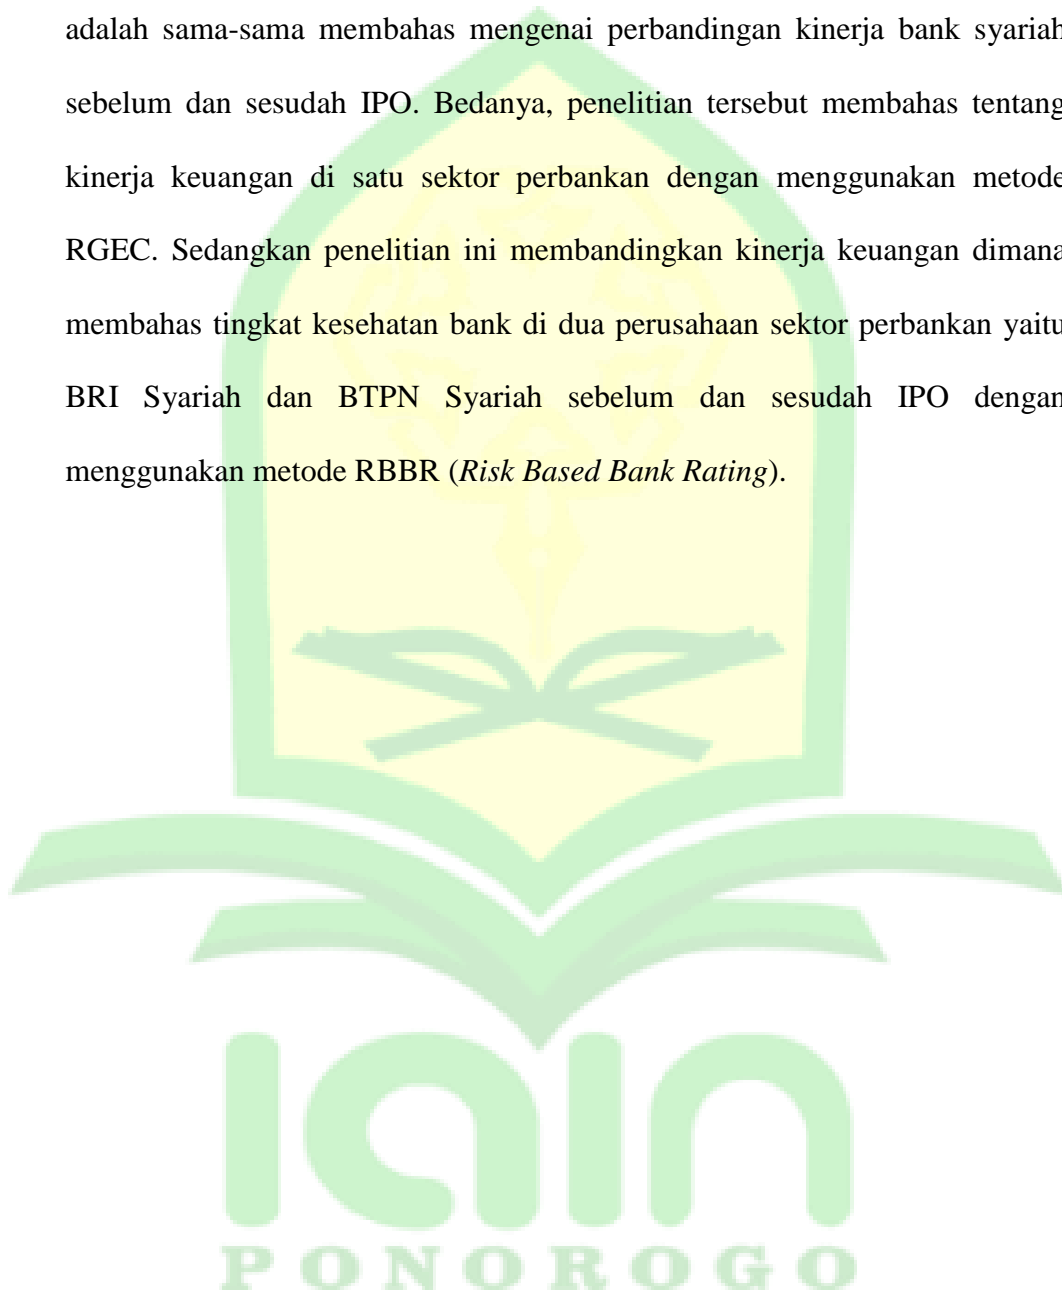 adalah sama-sama membahas mengenai perbandingan kinerja bank syariah
sebelum dan sesudah IPO. Bedanya, penelitian tersebut membahas tentang
kinerja keuangan di satu sektor perbankan dengan menggunakan metode
RGEC. Sedangkan penelitian ini membandingkan kinerja keuangan dimana
membahas tingkat kesehatan bank di dua perusahaan sektor perbankan yaitu
BRI Syariah dan BTPN Syariah sebelum dan sesudah IPO dengan
menggunakan metode RBBR (Risk Based Bank Rating).
iain
PONOROGO